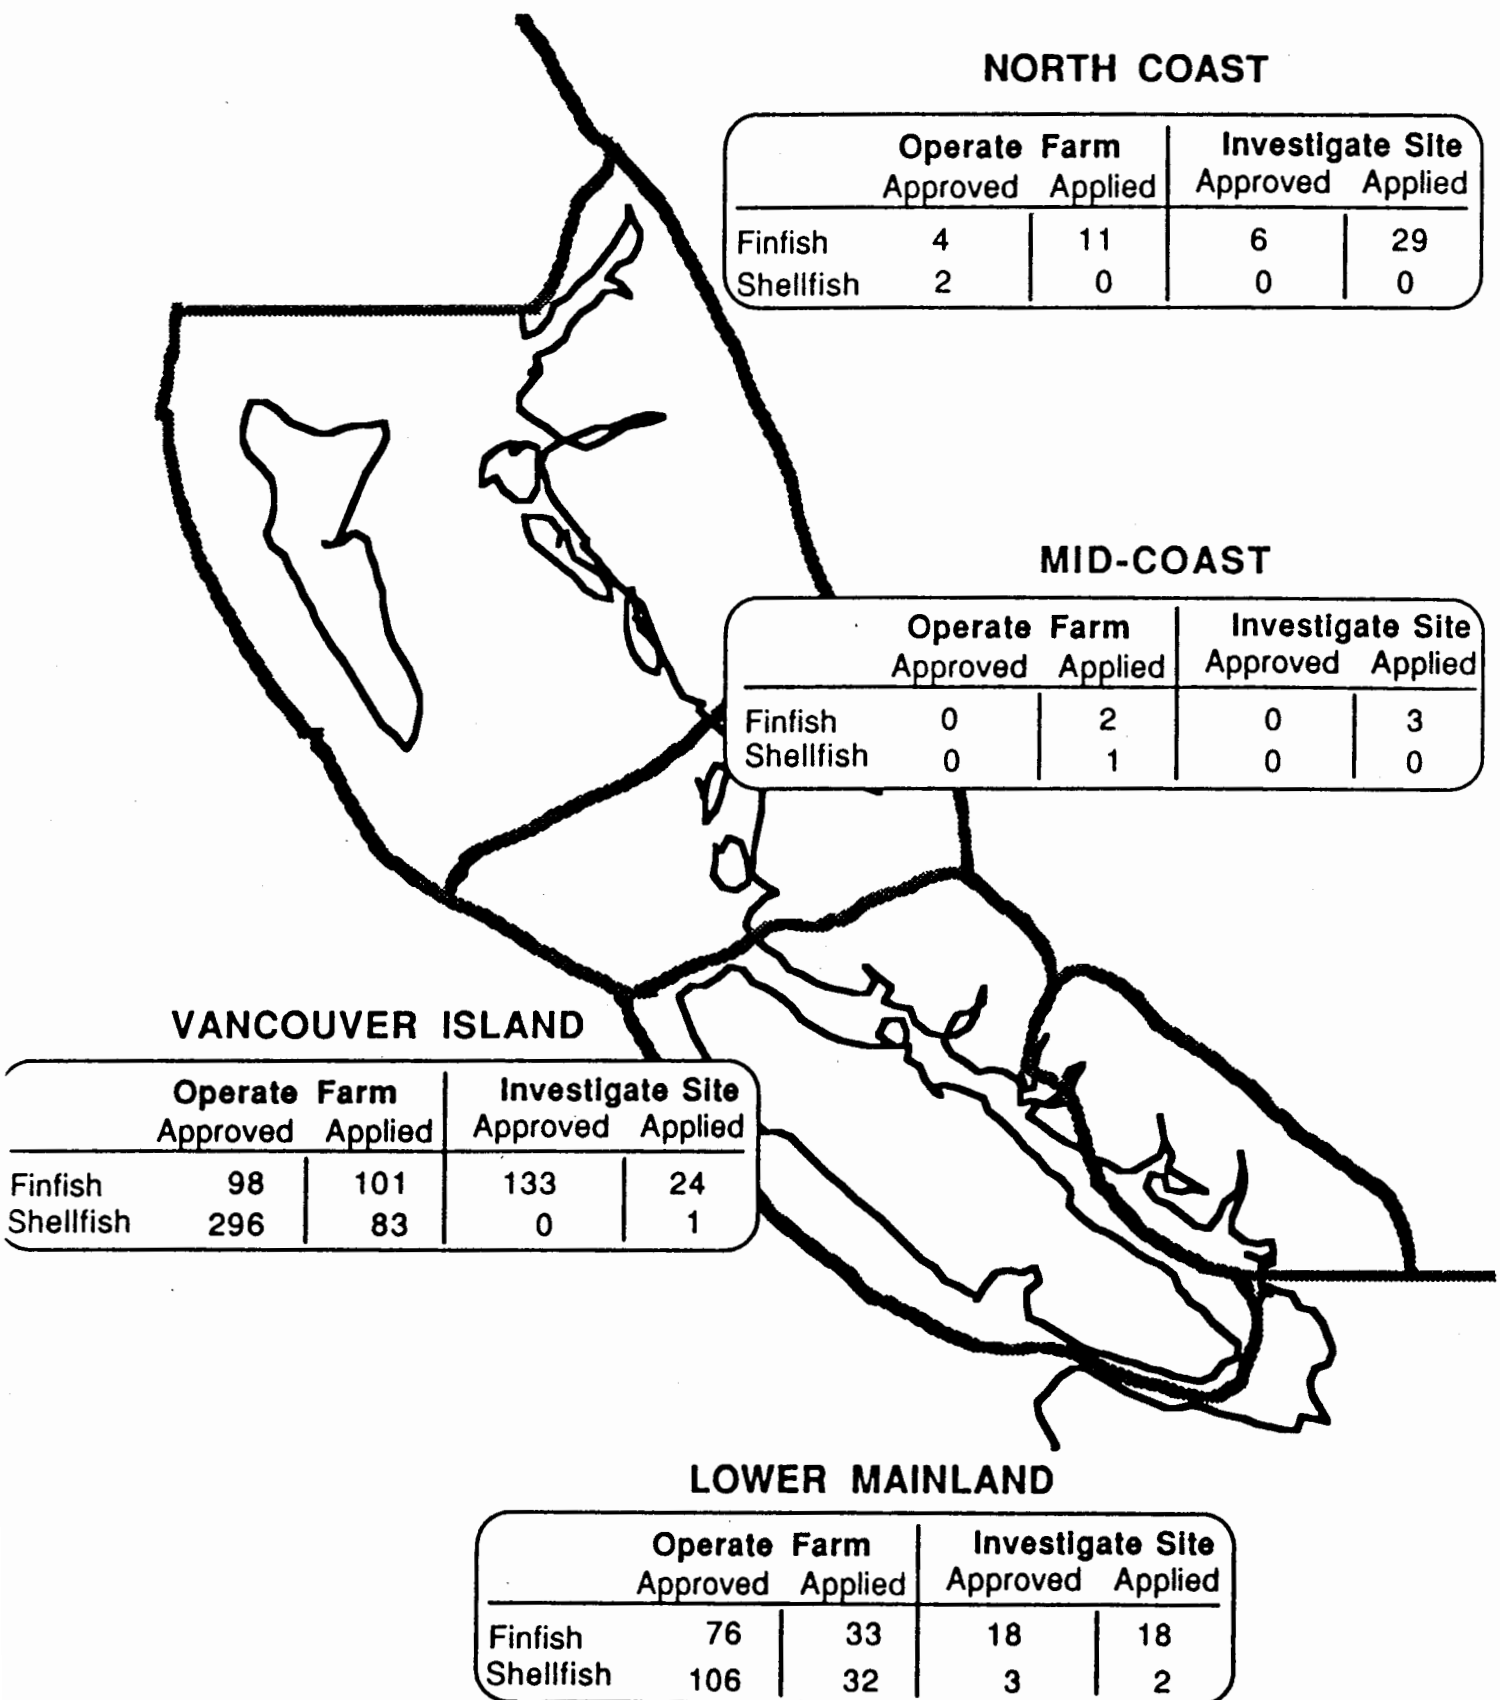 NORTH COAST
Operate Farm Investigate Site
Approved Applied Approved Applied
Finfish 4 11 6 29
Shellfish 2 0 0 0
MID-COAST
Operate Farm Investigate Site
Approved Applied Approved Applied
Finfish 0 2 0 3
Shellfish 0 1 0 0
VANCOUVER ISLAND
Operate Farm Investigate Site
Approved Applied Approved Applied
Finfish 98 101 133 24
Shellfish 296 83 0 1
LOWER MAINLAND
Operate Farm Investigate Site
Approved Applied Approved Applied
Finfish 76 33 18 18
Shellfish 106 32 3 2